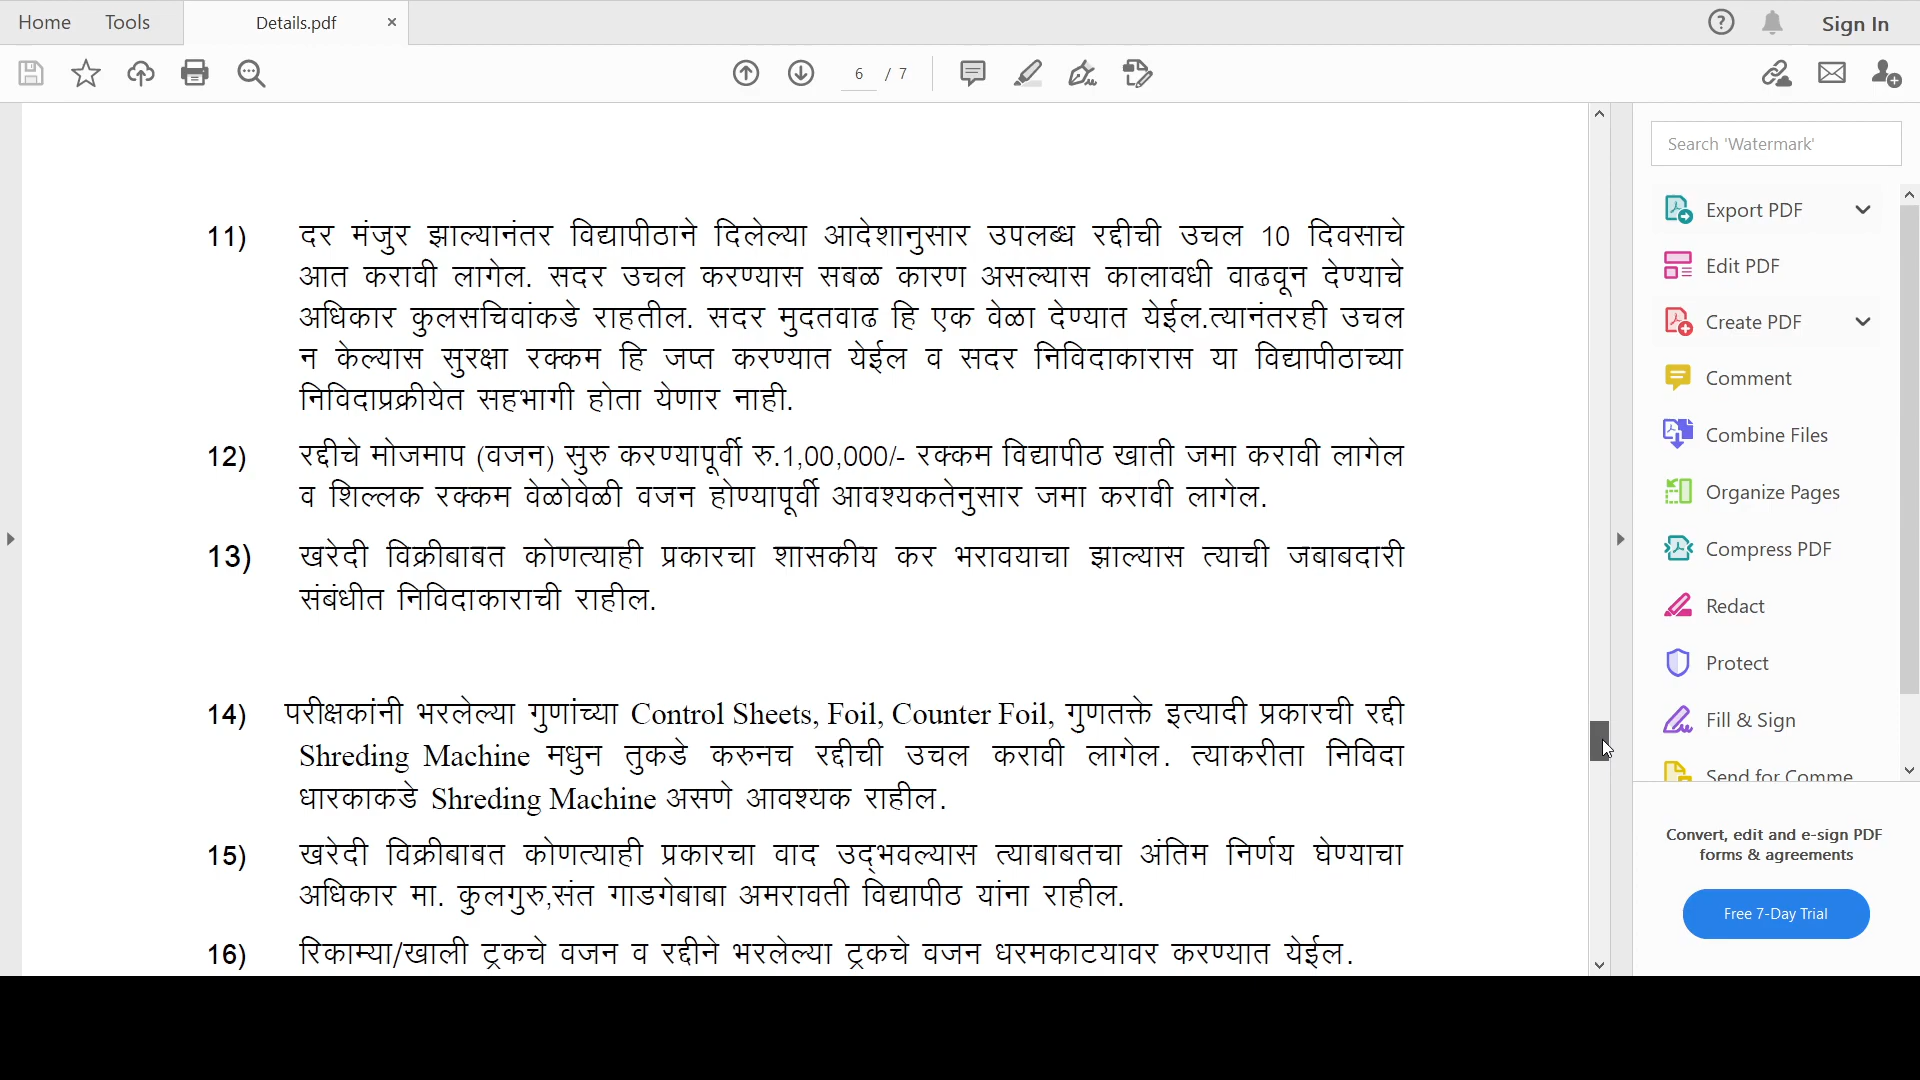 Home Tools Details.pdf × Sign In
6 / 7
Search 'Watermark'
11) दर मंजुर झाल्यानंतर विद्यापीठाने दिलेल्या आदेशानुसार उपलब्ध रद्दीची उचल 10 दिवसाचे
आत करावी लागेल. सदर उचल करण्यास सबळ कारण असल्यास कालावधी वाढवून देण्याचे
अधिकार कुलसचिवांकडे राहतील. सदर मुदतवाढ हि एक वेळा देण्यात येईल.त्यानंतरही उचल
न केल्यास सुरक्षा रक्कम हि जप्त करण्यात येईल व सदर निविदाकारास या विद्यापीठाच्या
निविदाप्रक्रीयेत सहभागी होता येणार नाही.
12) रद्दीचे मोजमाप (वजन) सुरु करण्यापूर्वी रु.1,00,000/- रक्कम विद्यापीठ खाती जमा करावी लागेल
व शिल्लक रक्कम वेळोवेळी वजन होण्यापूर्वी आवश्यकतेनुसार जमा करावी लागेल.
13) खरेदी विक्रीबाबत कोणत्याही प्रकारचा शासकीय कर भरावयाचा झाल्यास त्याची जबाबदारी
संबंधीत निविदाकाराची राहील.
14) परीक्षकांनी भरलेल्या गुणांच्या Control Sheets, Foil, Counter Foil, गुणतक्ते इत्यादी प्रकारची रद्दी
Shreding Machine मधुन तुकडे करुनच रद्दीची उचल करावी लागेल. त्याकरीता निविदा
धारकाकडे Shreding Machine असणे आवश्यक राहील.
15) खरेदी विक्रीबाबत कोणत्याही प्रकारचा वाद उद्‌भवल्यास त्याबाबतचा अंतिम निर्णय घेण्याचा
अधिकार मा. कुलगुरु,संत गाडगेबाबा अमरावती विद्यापीठ यांना राहील.
16) रिकाम्या/खाली ट्रकचे वजन व रद्दीने भरलेल्या ट्रकचे वजन धरमकाटयावर करण्यात येईल.
Export PDF
Edit PDF
Create PDF
Comment
Combine Files
Organize Pages
Compress PDF
Redact
Protect
Fill & Sign
Send for Comme
Convert, edit and e-sign PDF
forms & agreements
Free 7-Day Trial